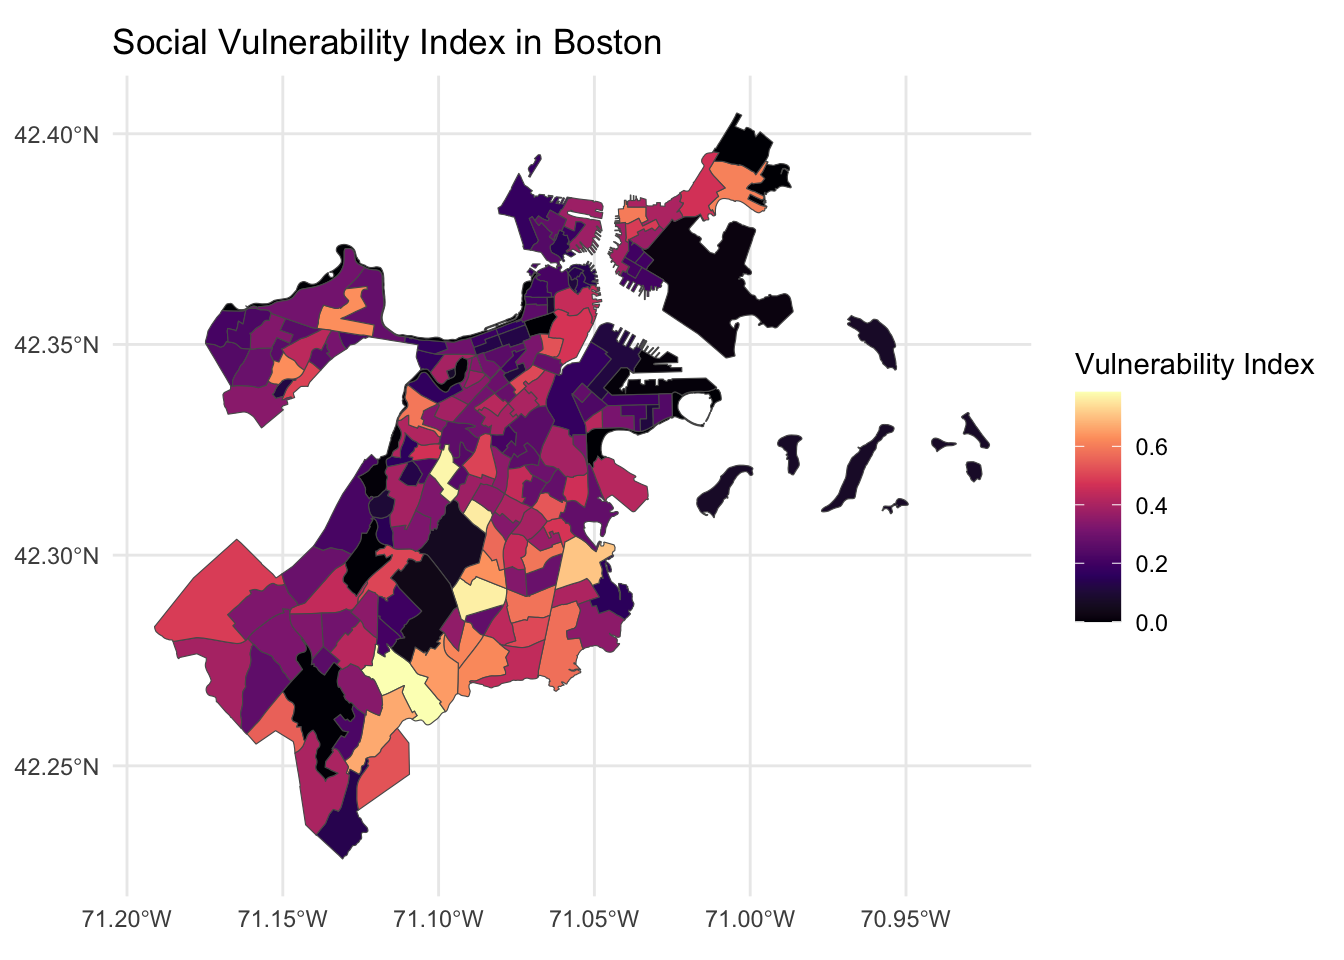 Social Vulnerability Index in Boston
42.40°N
42.35°N
42.30°N
42.25°N
71.20°W
71.15°W
71.10°W
71.05°W
71.00°W
70.95°W
Vulnerability Index
0.6
0.4
0.2
0.0